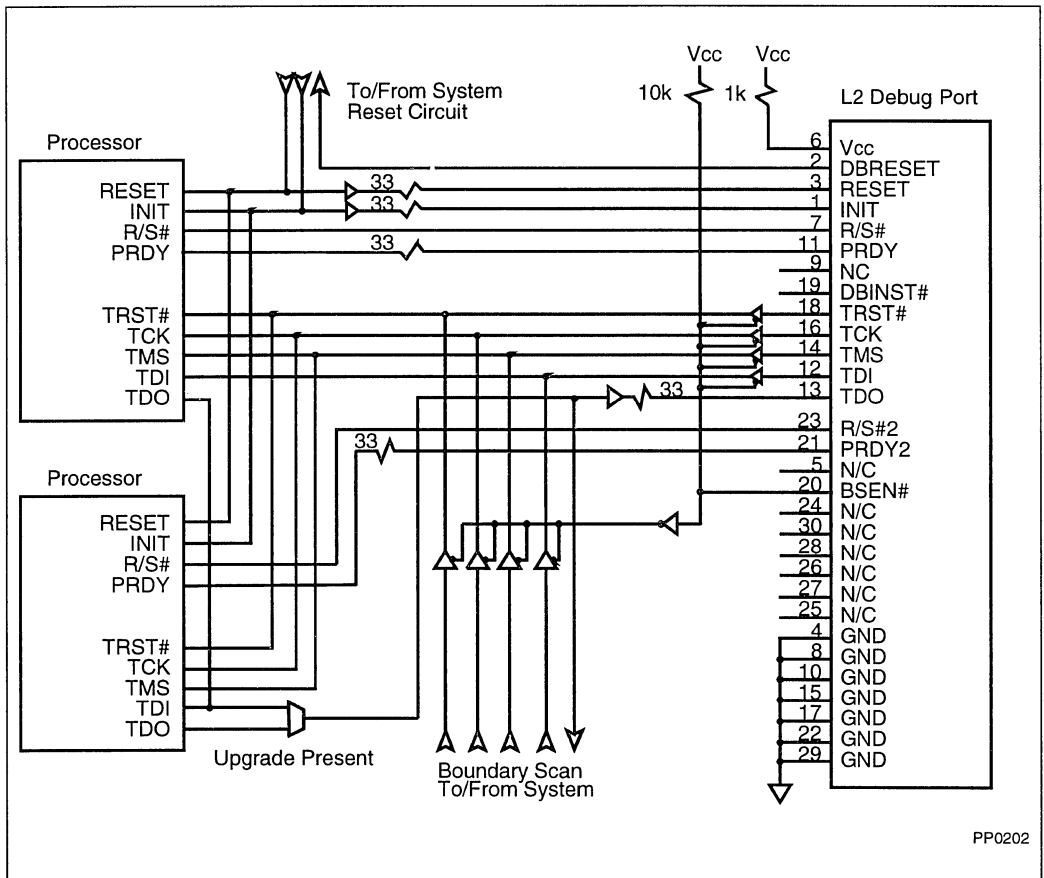 Vcc Vcc
10k 1k
L2 Debug Port
To/From System
Reset Circuit
Processor
RESET
INIT
R/S#
PRDY
TRST#
TCK
TMS
TDI
TDO
33
33
33
33
33
6 Vcc
2 DBRESET
3 RESET
1 INIT
7 R/S#
11 PRDY
9 NC
19 DBINST#
18 TRST#
16 TCK
14 TMS
12 TDI
13 TDO
23 R/S#2
21 PRDY2
5 N/C
20 BSEN#
24 N/C
30 N/C
28 N/C
26 N/C
27 N/C
25 N/C
4 GND
8 GND
10 GND
15 GND
17 GND
22 GND
29 GND
Processor
RESET
INIT
R/S#
PRDY
TRST#
TCK
TMS
TDI
TDO
Upgrade Present
Boundary Scan
To/From System
PP0202